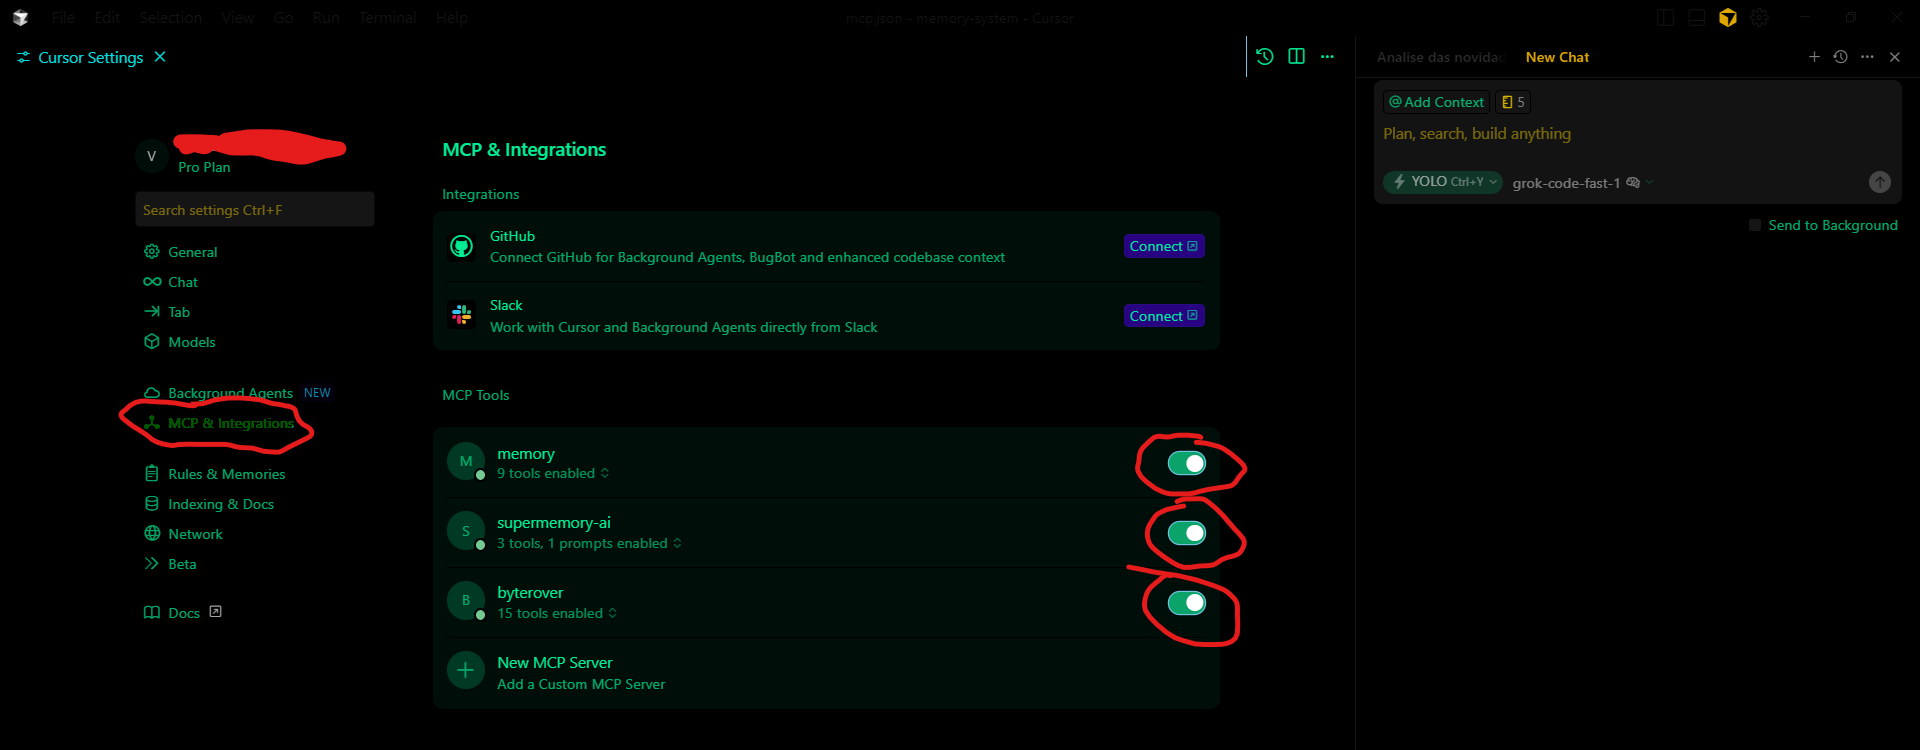 File Edit Selection View Go Run Terminal Help
mcp.json - memory-system - Cursor
Cursor Settings
V
Pro Plan
Search settings Ctrl+F
General
Chat
Tab
Models
Background Agents NEW
MCP & Integrations
Rules & Memories
Indexing & Docs
Network
Beta
Docs
MCP & Integrations
Integrations
GitHub
Connect GitHub for Background Agents, BugBot and enhanced codebase context
Connect
Slack
Work with Cursor and Background Agents directly from Slack
Connect
MCP Tools
M
memory
9 tools enabled
S
supermemory-ai
3 tools, 1 prompts enabled
B
byterover
15 tools enabled
New MCP Server
Add a Custom MCP Server
Analise das novidad
New Chat
@ Add Context
5
Plan, search, build anything
YOLO Ctrl+Y
grok-code-fast-1
Send to Background